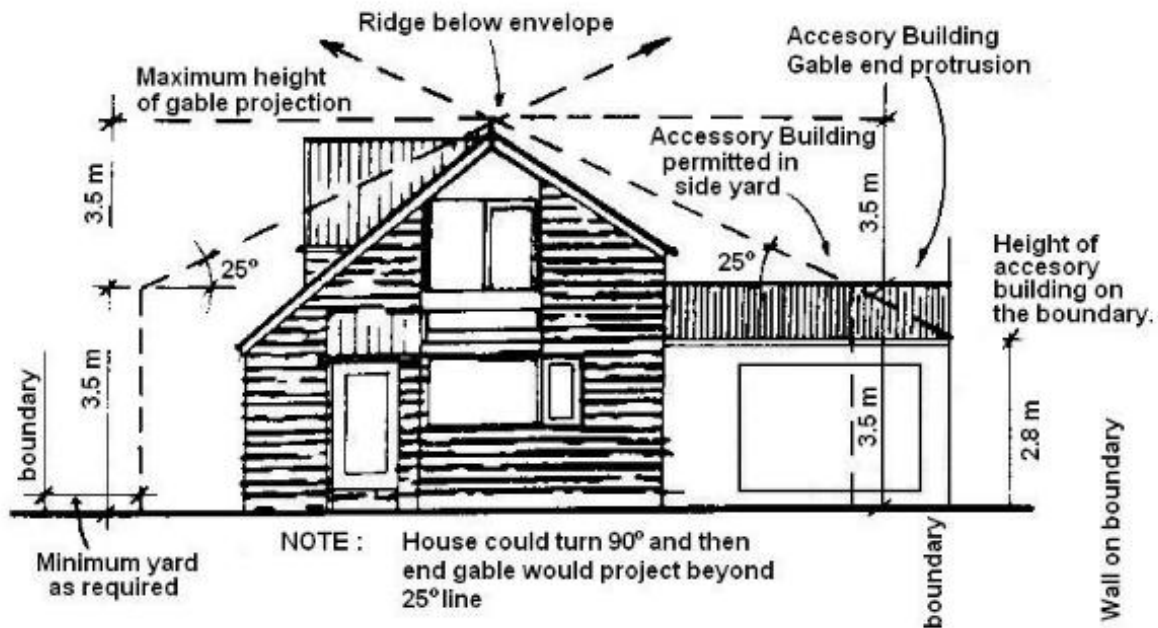 Ridge below envelope
Accesory Building
Gable end protrusion
Maximum height
of gable projection
Accessory Building
permitted in
side yard
3.5 m
3.5 m
25º
25º
Height of
accesory
building on
the boundary.
boundary
3.5 m
3.5 m
2.8 m
Wall on boundary
boundary
Minimum yard
as required
NOTE : House could turn 90º and then
end gable would project beyond
25º line